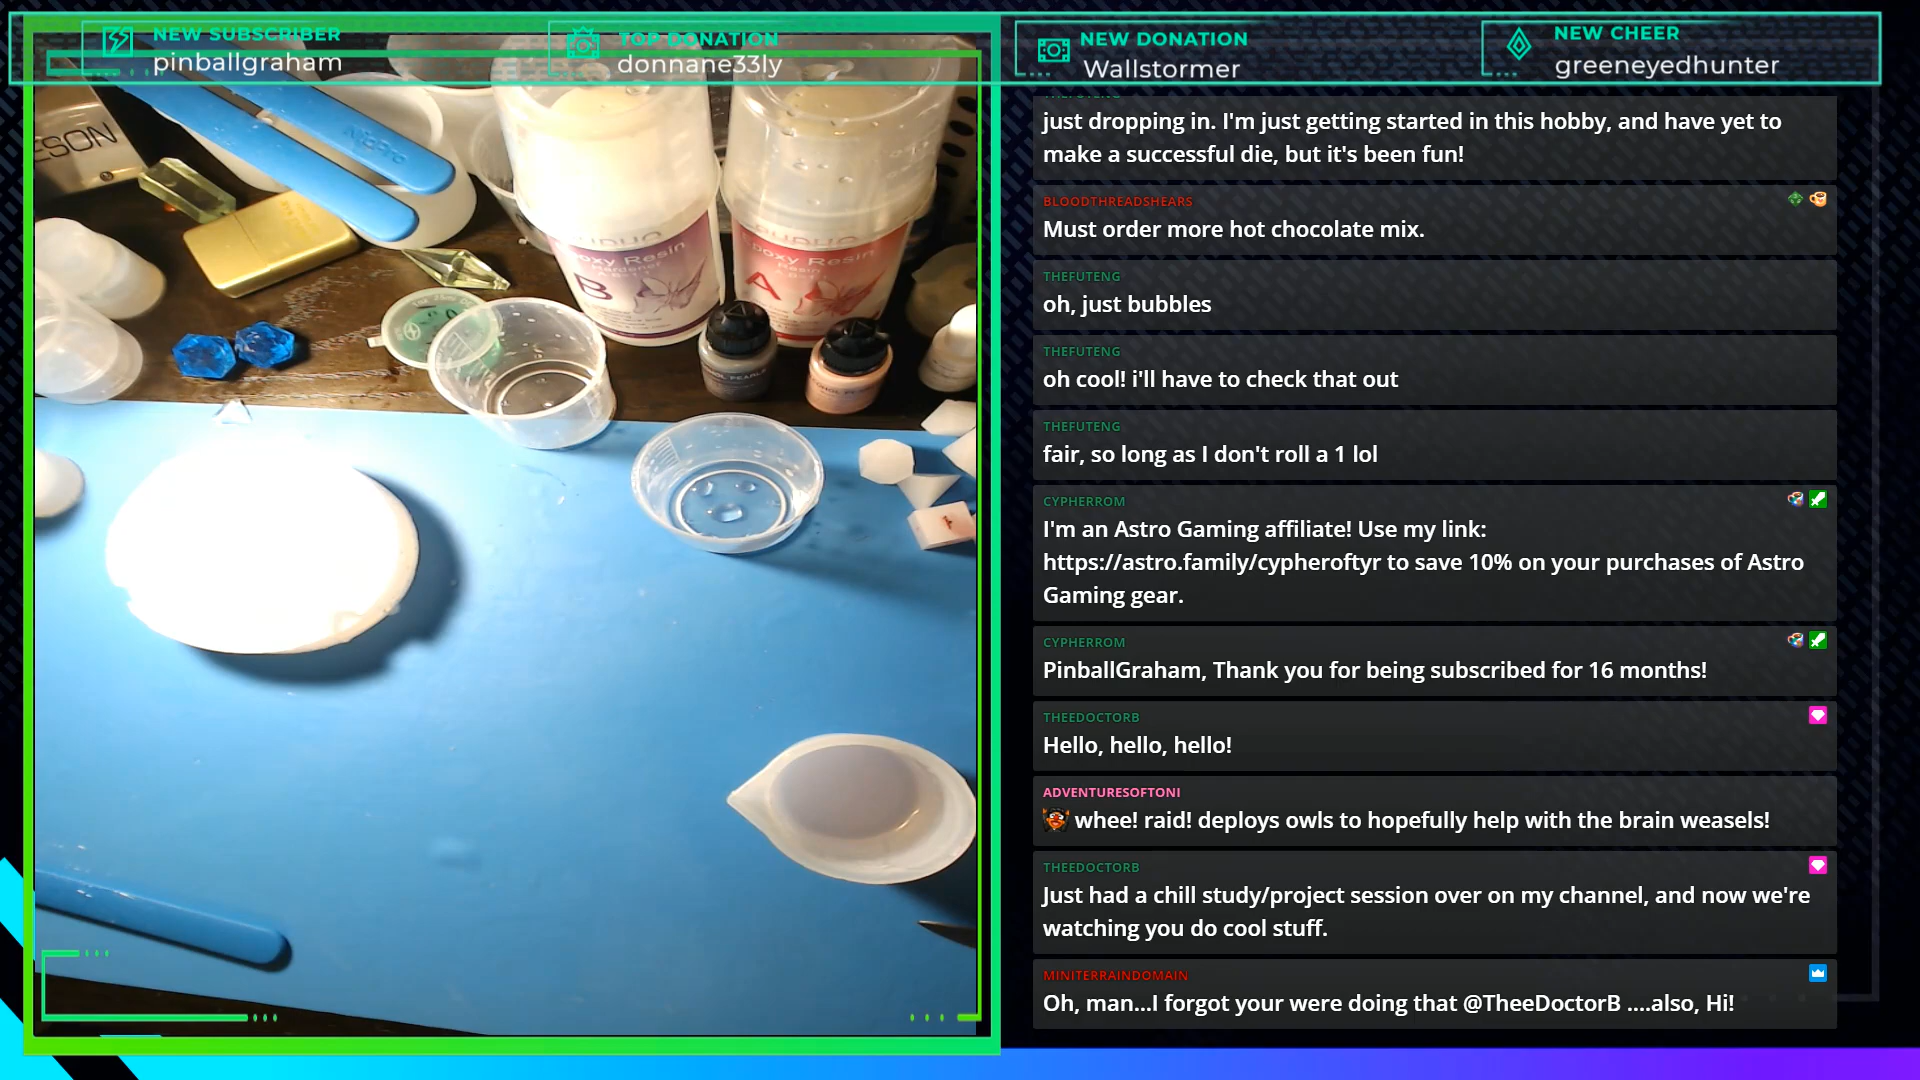 NEW SUBSCRIBER
pinballgraham
TOP DONATION
donnane33ly
NEW DONATION
Wallstormer
NEW CHEER
greeneyedhunter
ESON
Epoxy Resin
Hardener
B
Epoxy Resin
Resin
A
THEFUTENG
just dropping in. I'm just getting started in this hobby, and have yet to
make a successful die, but it's been fun!
BLOODTHREADSHEARS
Must order more hot chocolate mix.
THEFUTENG
oh, just bubbles
THEFUTENG
oh cool! i'll have to check that out
THEFUTENG
fair, so long as I don't roll a 1 lol
CYPHERROM
I'm an Astro Gaming affiliate! Use my link:
https://astro.family/cypheroftyr to save 10% on your purchases of Astro
Gaming gear.
CYPHERROM
PinballGraham, Thank you for being subscribed for 16 months!
THEEDOCTORB
Hello, hello, hello!
ADVENTURESOFTONI
whee! raid! deploys owls to hopefully help with the brain weasels!
THEEDOCTORB
Just had a chill study/project session over on my channel, and now we're
watching you do cool stuff.
MINITERRAINDOMAIN
Oh, man...I forgot your were doing that @TheeDoctorB ....also, Hi!